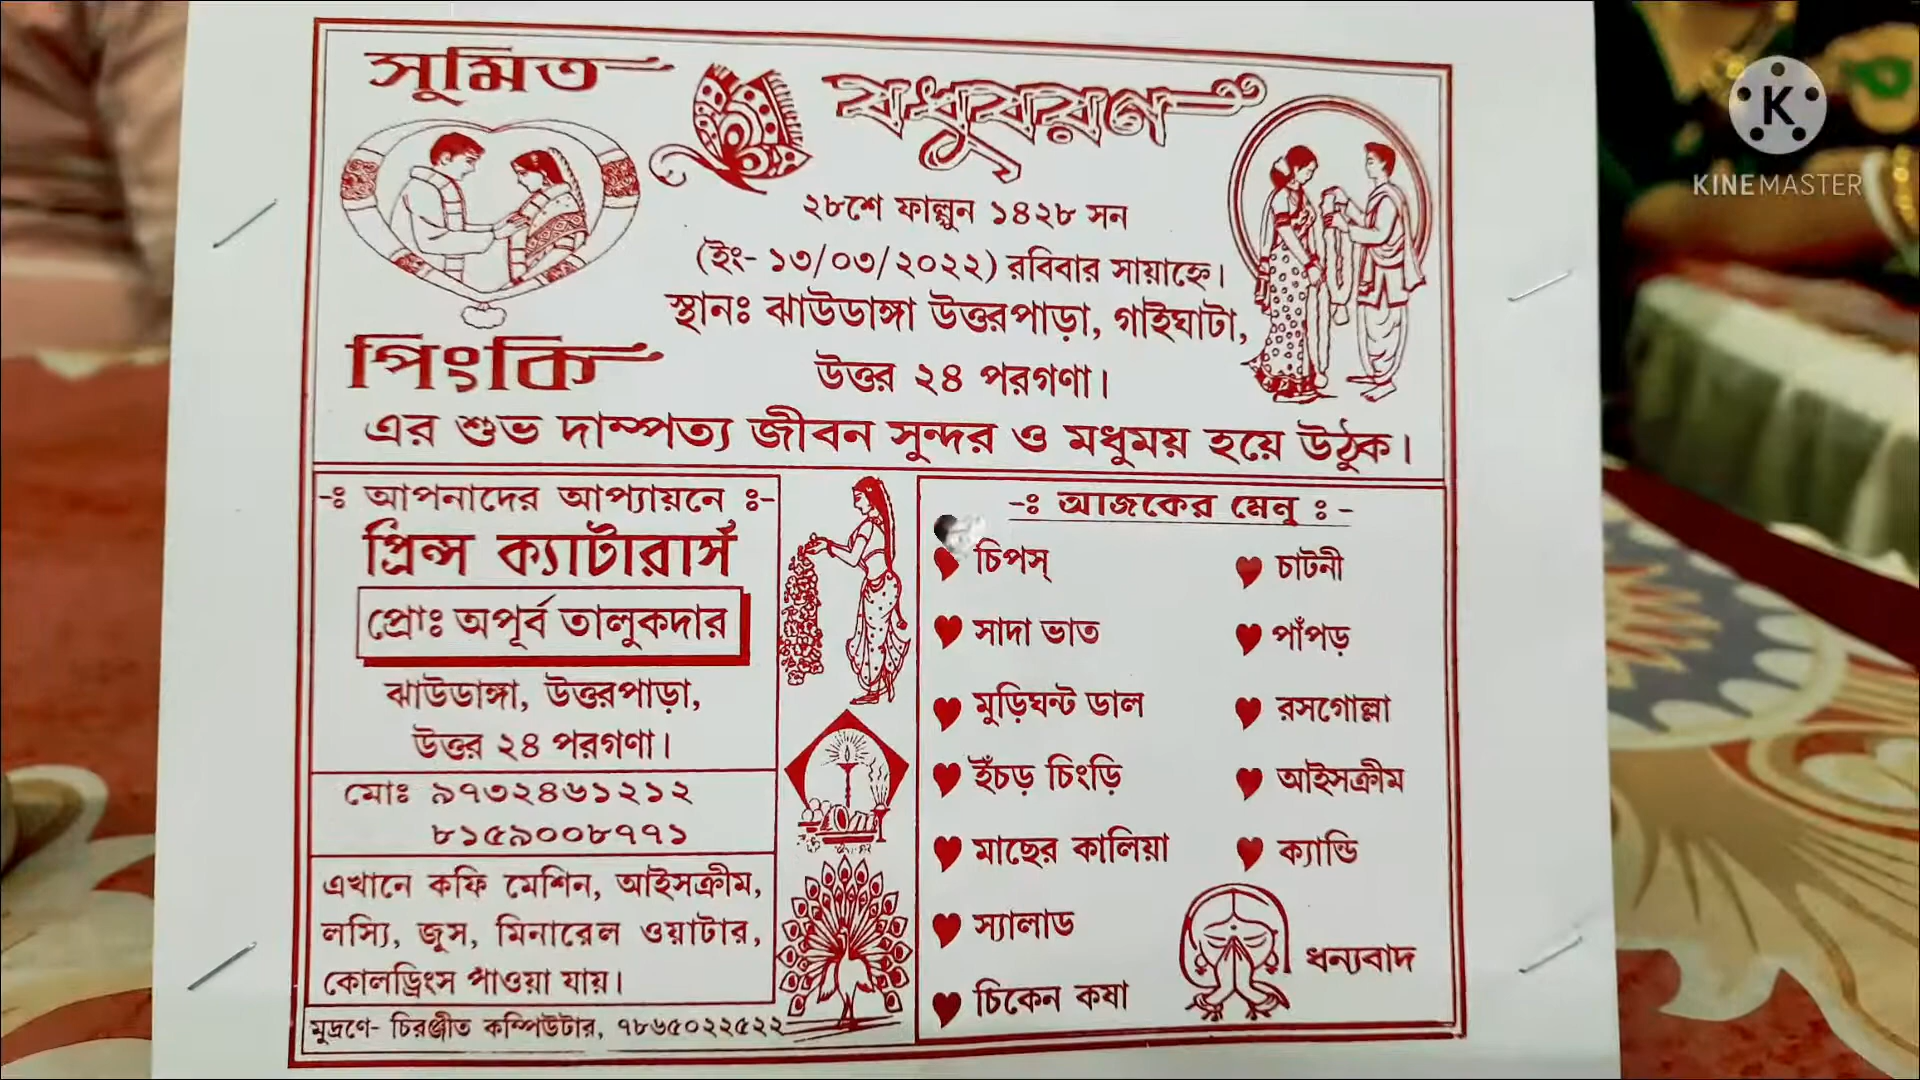 সুমিত
বধুবরণ
২৮শে ফাল্গুন ১৪২৮ সন
(ইং- ১৩/০৩/২০২২) রবিবার সায়াহ্নে।
স্থানঃ ঝাউডাঙ্গা উত্তরপাড়া, গাইঘাটা,
উত্তর ২৪ পরগণা।
পিংকি
এর শুভ দাম্পত্য জীবন সুন্দর ও মধুময় হয়ে উঠুক।
-ঃ আপনাদের আপ্যায়নে ঃ-
প্রিন্স ক্যাটারার্স
প্রোঃ অপূর্ব তালুকদার
ঝাউডাঙ্গা, উত্তরপাড়া,
উত্তর ২৪ পরগণা।
মোঃ ৯৭৩২৪৬১২১২
৮১৫৯০০৮৭৭১
এখানে কফি মেশিন, আইসক্রীম,
লস্যি, জুস, মিনারেল ওয়াটার,
কোলড্রিংস পাওয়া যায়।
মুদ্রণে- চিরঞ্জীত কম্পিউটার, ৭৮৬৫০২২৫২২
-ঃ আজকের মেনু ঃ-
চিপস্
সাদা ভাত
মুড়িঘন্ট ডাল
ইঁচড় চিংড়ি
মাছের কালিয়া
স্যালাড
চিকেন কষা
চাটনী
পাঁপড়
রসগোল্লা
আইসক্রীম
ক্যান্ডি
ধন্যবাদ
K
KINEMASTER